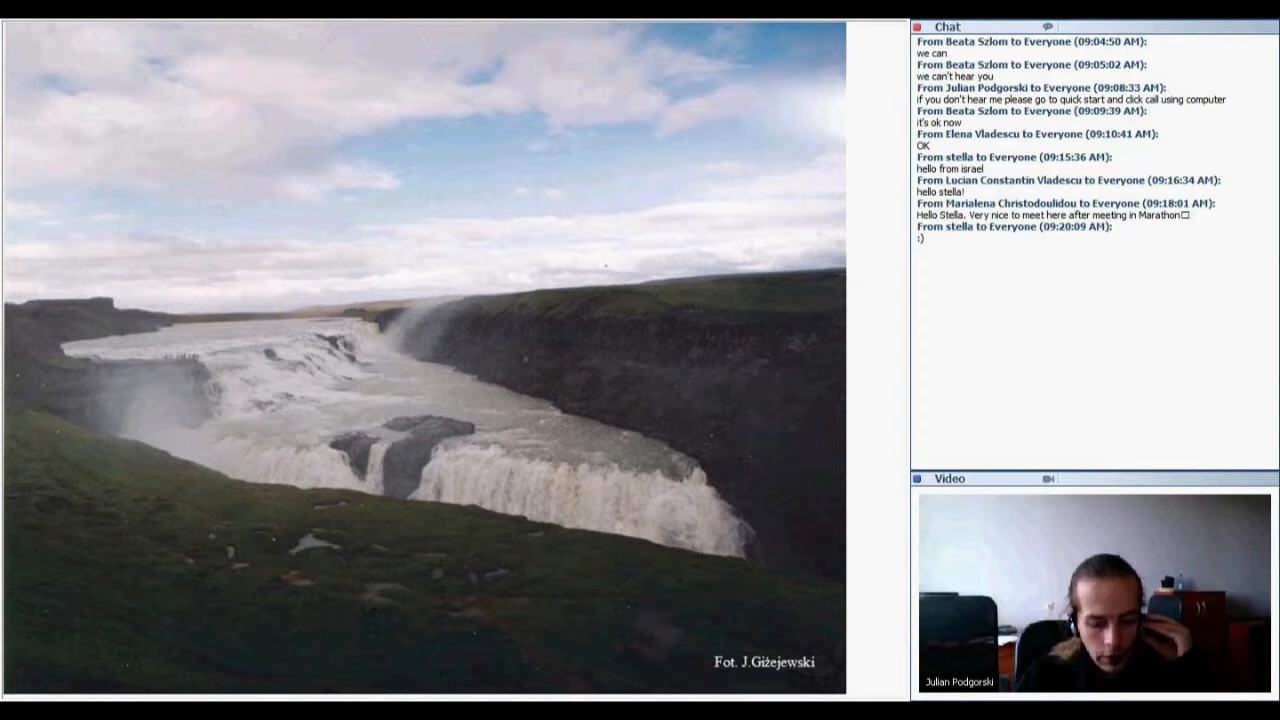 Chat
From Beata Szlom to Everyone (09:04:50 AM):
we can
From Beata Szlom to Everyone (09:05:02 AM):
we can't hear you
From Julian Podgorski to Everyone (09:08:33 AM):
if you don't hear me please go to quick start and click call using computer
From Beata Szlom to Everyone (09:09:39 AM):
it's ok now
From Elena Vladescu to Everyone (09:10:41 AM):
OK
From stella to Everyone (09:15:36 AM):
hello from israel
From Lucian Constantin Vladescu to Everyone (09:16:34 AM):
hello stella!
From Marialena Christodoulidou to Everyone (09:18:01 AM):
Hello Stella. Very nice to meet here after meeting in Marathon
From stella to Everyone (09:20:09 AM):
:)
Video
Julian Podgorski
Fot. J.Giżejewski